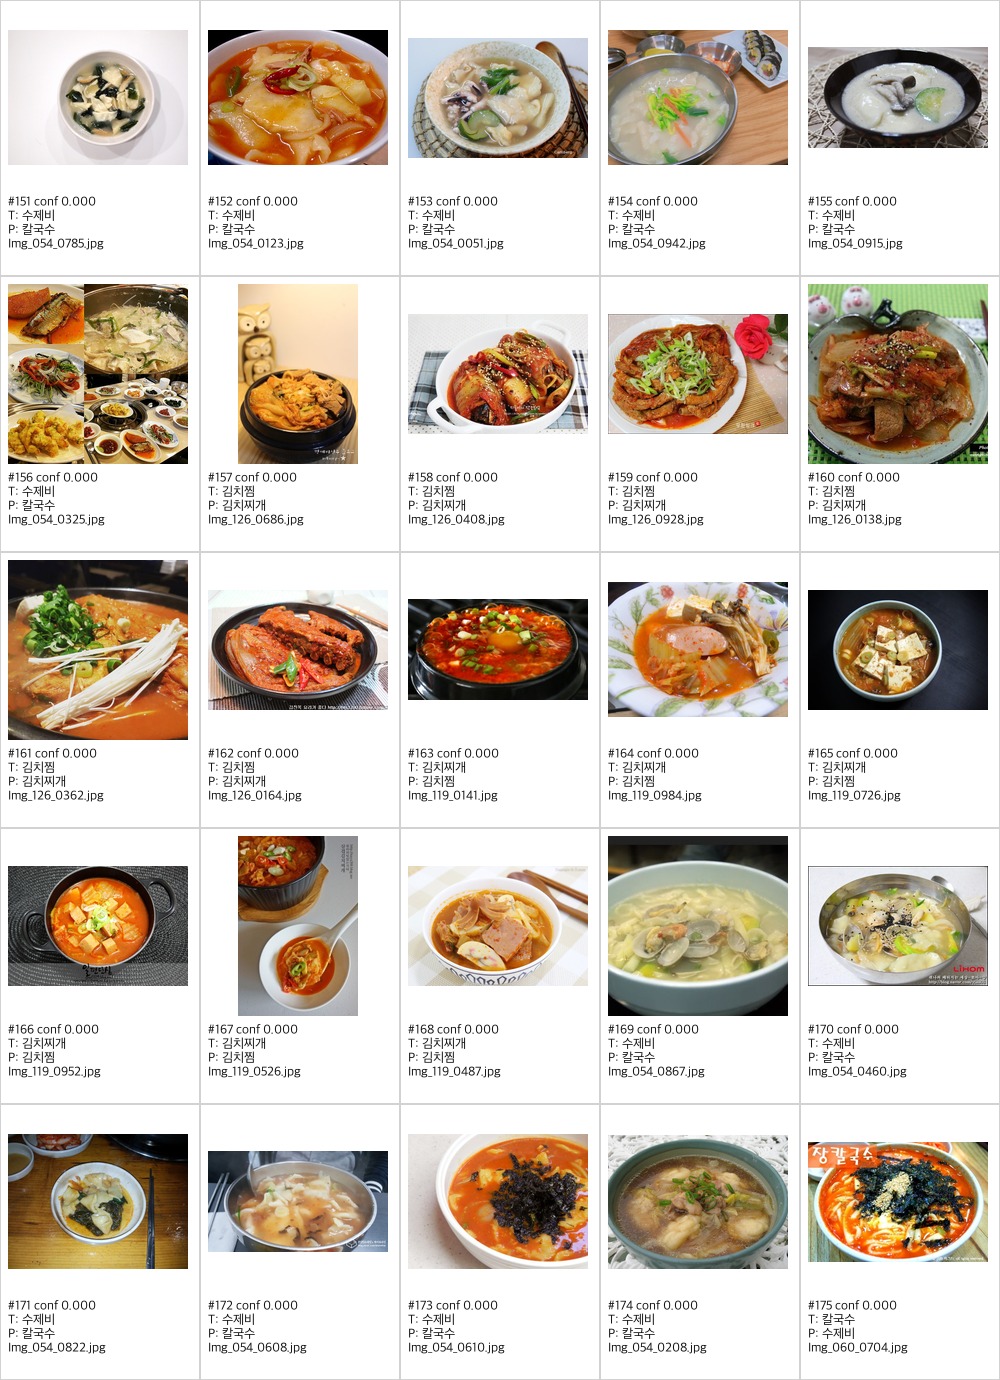 #151 conf 0.000
T: 수제비
P: 칼국수
Img_054_0785.jpg
#152 conf 0.000
T: 수제비
P: 칼국수
Img_054_0123.jpg
#153 conf 0.000
T: 수제비
P: 칼국수
Img_054_0051.jpg
#154 conf 0.000
T: 수제비
P: 칼국수
Img_054_0942.jpg
#155 conf 0.000
T: 수제비
P: 칼국수
Img_054_0915.jpg
#156 conf 0.000
T: 수제비
P: 칼국수
Img_054_0325.jpg
#157 conf 0.000
T: 김치찜
P: 김치찌개
Img_126_0686.jpg
#158 conf 0.000
T: 김치찜
P: 김치찌개
Img_126_0408.jpg
#159 conf 0.000
T: 김치찜
P: 김치찌개
Img_126_0928.jpg
#160 conf 0.000
T: 김치찜
P: 김치찌개
Img_126_0138.jpg
#161 conf 0.000
T: 김치찜
P: 김치찌개
Img_126_0362.jpg
#162 conf 0.000
T: 김치찜
P: 김치찌개
Img_126_0164.jpg
#163 conf 0.000
T: 김치찌개
P: 김치찜
Img_119_0141.jpg
#164 conf 0.000
T: 김치찌개
P: 김치찜
Img_119_0984.jpg
#165 conf 0.000
T: 김치찌개
P: 김치찜
Img_119_0726.jpg
#166 conf 0.000
T: 김치찌개
P: 김치찜
Img_119_0952.jpg
#167 conf 0.000
T: 김치찌개
P: 김치찜
Img_119_0526.jpg
#168 conf 0.000
T: 김치찌개
P: 김치찜
Img_119_0487.jpg
#169 conf 0.000
T: 수제비
P: 칼국수
Img_054_0867.jpg
LiHOM
#170 conf 0.000
T: 수제비
P: 칼국수
Img_054_0460.jpg
#171 conf 0.000
T: 수제비
P: 칼국수
Img_054_0822.jpg
#172 conf 0.000
T: 수제비
P: 칼국수
Img_054_0608.jpg
#173 conf 0.000
T: 수제비
P: 칼국수
Img_054_0610.jpg
#174 conf 0.000
T: 수제비
P: 칼국수
Img_054_0208.jpg
장칼국수
#175 conf 0.000
T: 칼국수
P: 수제비
Img_060_0704.jpg